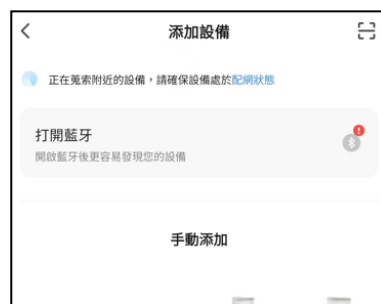 添加設備
正在蒐索附近的設備，請確保設備處於配網狀態
打開藍牙
開啟藍牙後更容易發現您的設備
手動添加